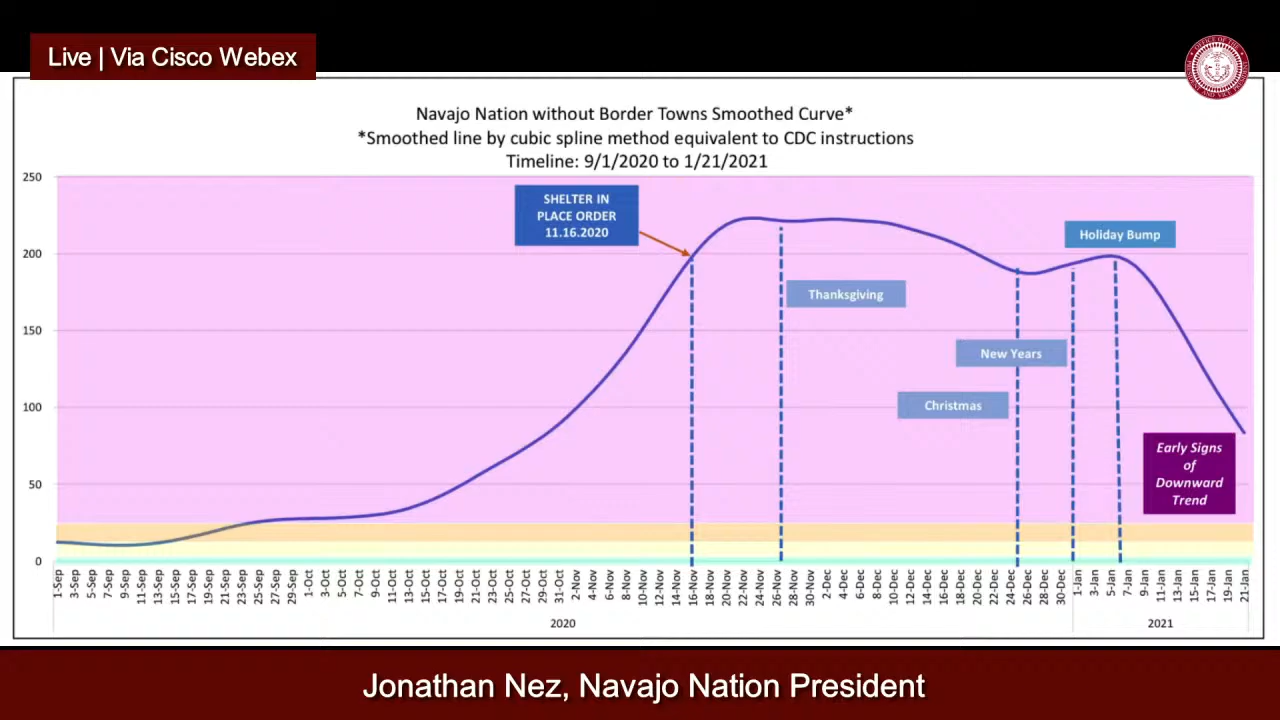 Live | Via Cisco Webex
Navajo Nation without Border Towns Smoothed Curve*
*Smoothed line by cubic spline method equivalent to CDC instructions
Timeline: 9/1/2020 to 1/21/2021
250
200
150
100
50
0
SHELTER IN
PLACE ORDER
11.16.2020
Thanksgiving
New Years
Christmas
Holiday Bump
Early Signs
of
Downward
Trend
1-Sep
3-Sep
5-Sep
7-Sep
9-Sep
11-Sep
13-Sep
15-Sep
17-Sep
19-Sep
21-Sep
23-Sep
25-Sep
27-Sep
29-Sep
1-Oct
3-Oct
5-Oct
7-Oct
9-Oct
11-Oct
13-Oct
15-Oct
17-Oct
19-Oct
21-Oct
23-Oct
25-Oct
27-Oct
29-Oct
31-Oct
2-Nov
4-Nov
6-Nov
8-Nov
10-Nov
12-Nov
14-Nov
16-Nov
18-Nov
20-Nov
22-Nov
24-Nov
26-Nov
28-Nov
30-Nov
2-Dec
4-Dec
6-Dec
8-Dec
10-Dec
12-Dec
14-Dec
16-Dec
18-Dec
20-Dec
22-Dec
24-Dec
26-Dec
28-Dec
30-Dec
1-Jan
3-Jan
5-Jan
7-Jan
9-Jan
11-Jan
13-Jan
15-Jan
17-Jan
19-Jan
21-Jan
2020
2021
Jonathan Nez, Navajo Nation President